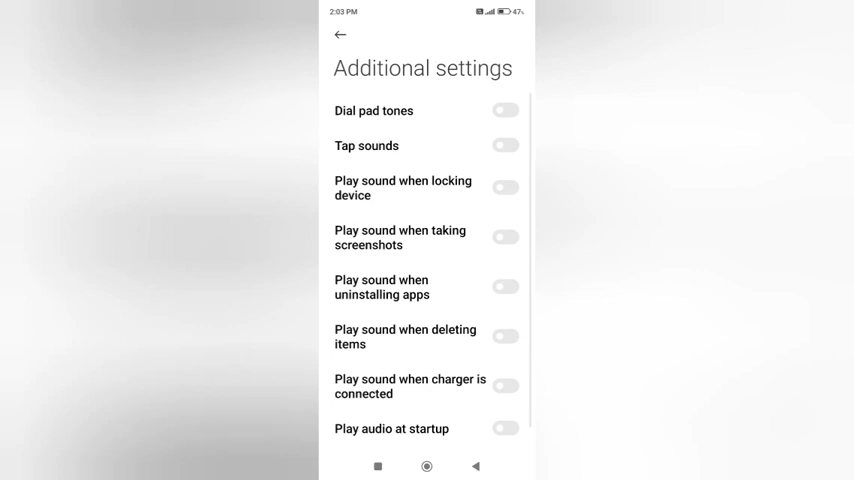 2:03 PM
47%
Additional settings
Dial pad tones
Tap sounds
Play sound when locking
device
Play sound when taking
screenshots
Play sound when
uninstalling apps
Play sound when deleting
items
Play sound when charger is
connected
Play audio at startup